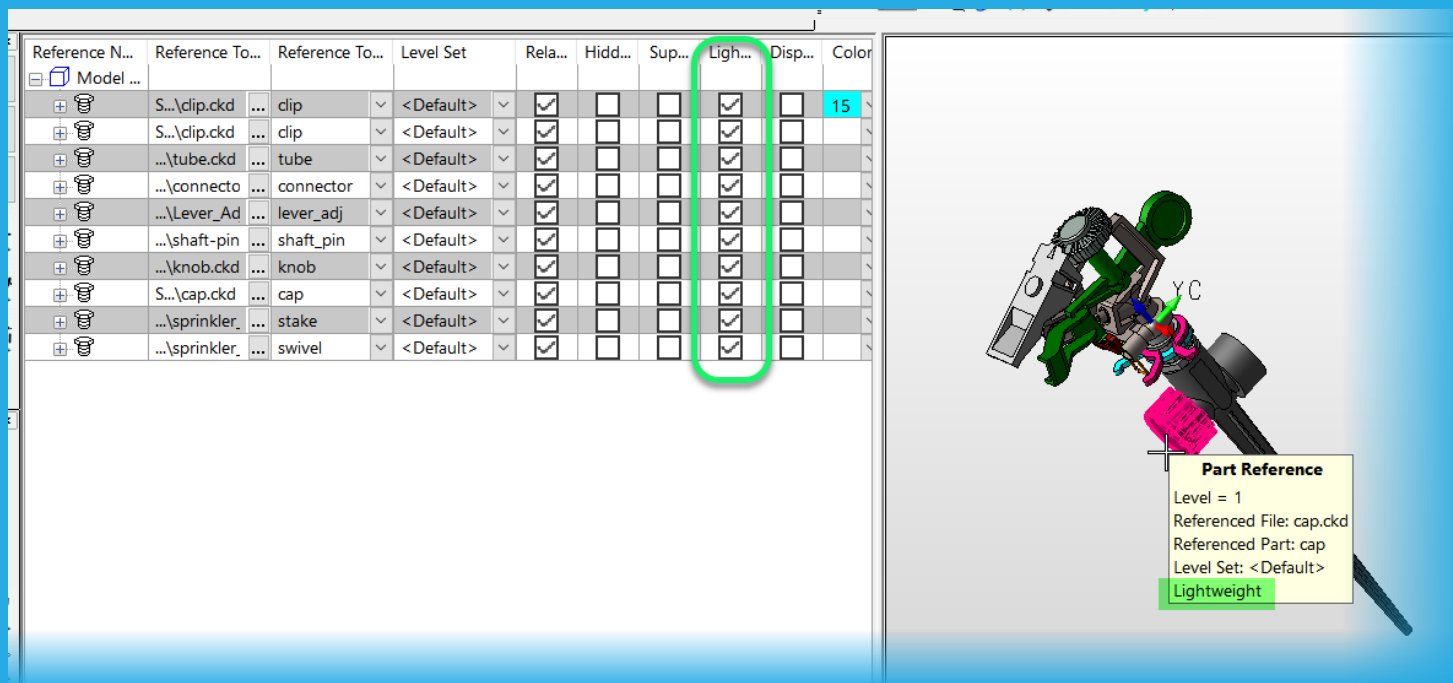 Reference N... Reference To... Reference To... Level Set Rela... Hidd... Sup... Ligh... Disp... Color
Model ...
S...\clip.ckd ... clip <Default> 15
S...\clip.ckd ... clip <Default>
...\tube.ckd ... tube <Default>
...\connecto ... connector <Default>
...\Lever_Ad ... lever_adj <Default>
...\shaft-pin ... shaft_pin <Default>
...\knob.ckd ... knob <Default>
S...\cap.ckd ... cap <Default>
...\sprinkler_ ... stake <Default>
...\sprinkler_ ... swivel <Default>
YC
Part Reference
Level = 1
Referenced File: cap.ckd
Referenced Part: cap
Level Set: <Default>
Lightweight